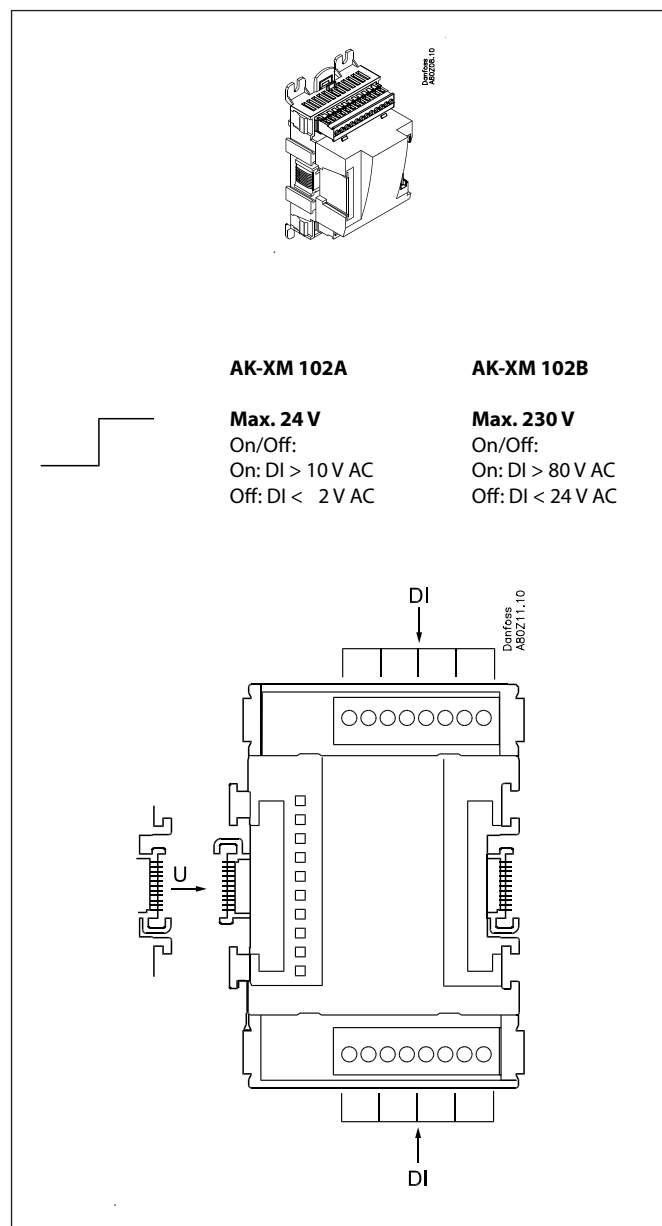 Danfoss
A80Z08.10
AK-XM 102A
Max. 24 V
On/Off:
On: DI > 10 V AC
Off: DI <   2 V AC
AK-XM 102B
Max. 230 V
On/Off:
On: DI > 80 V AC
Off: DI < 24 V AC
DI
Danfoss
A80Z11.10
U
DI